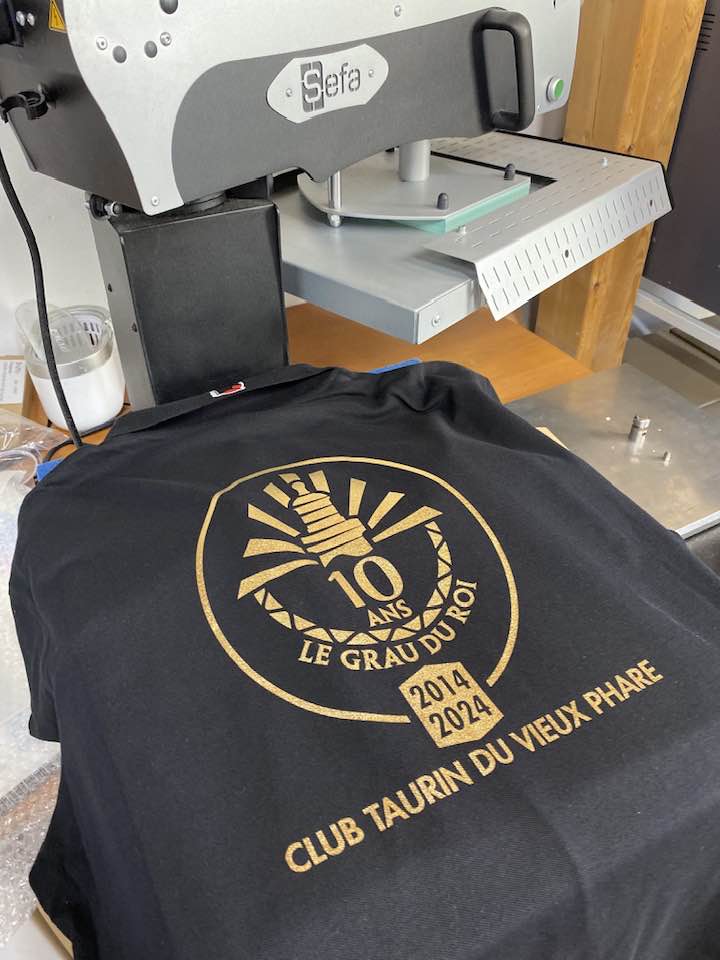 Sefa
10
ANS
LE GRAU DU ROI
2014
2024
CLUB TAURIN DU VIEUX PHARE